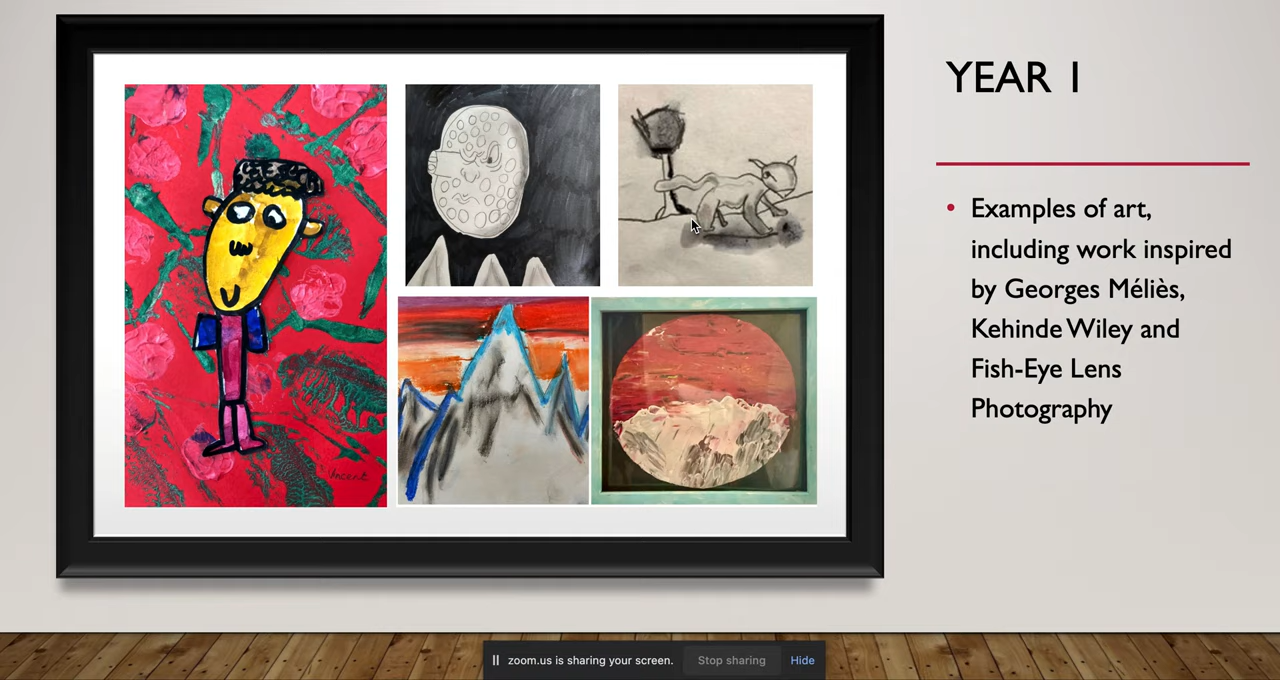 YEAR 1
• Examples of art,
including work inspired
by Georges Méliès,
Kehinde Wiley and
Fish-Eye Lens
Photography
Vincent
zoom.us is sharing your screen. Stop sharing Hide